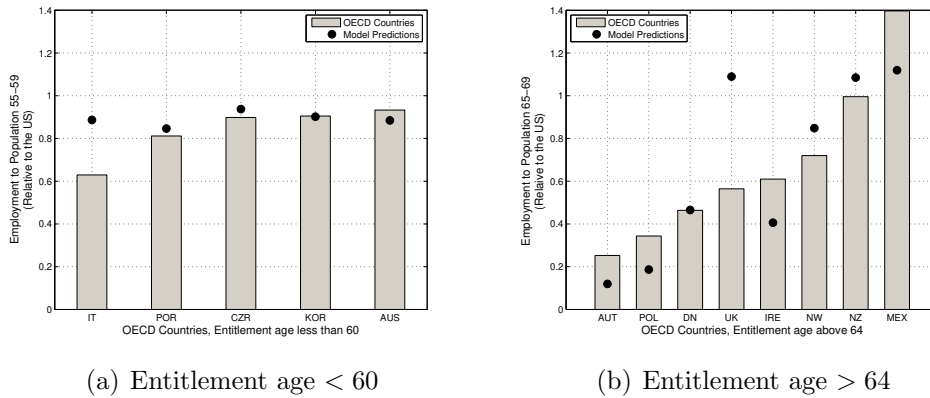 1.4
1.2
1
0.8
0.6
0.4
0.2
0
Employment to Population 55−59
(Relative to the US)
OECD Countries
Model Predictions
IT POR CZR KOR AUS
OECD Countries, Entitlement age less than 60
(a) Entitlement age < 60
1.4
1.2
1
0.8
0.6
0.4
0.2
0
Employment to Population 65−69
(Relaive to the US)
OECD Countries
Model Predictions
AUT POL DN UK IRE NW NZ MEX
OECD Countries, Entitlement age above 64
(b) Entitlement age > 64